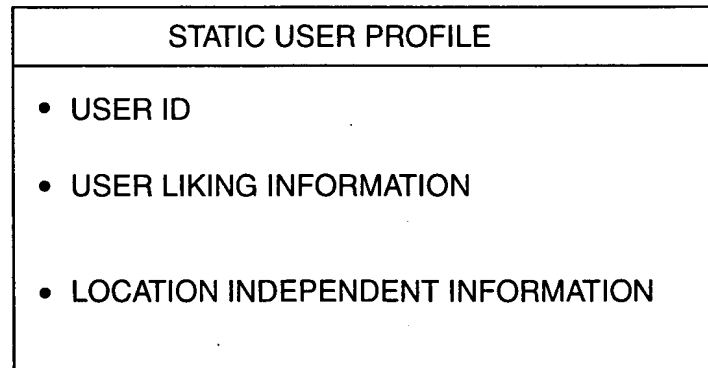 STATIC USER PROFILE
• USER ID
• USER LIKING INFORMATION
• LOCATION INDEPENDENT INFORMATION